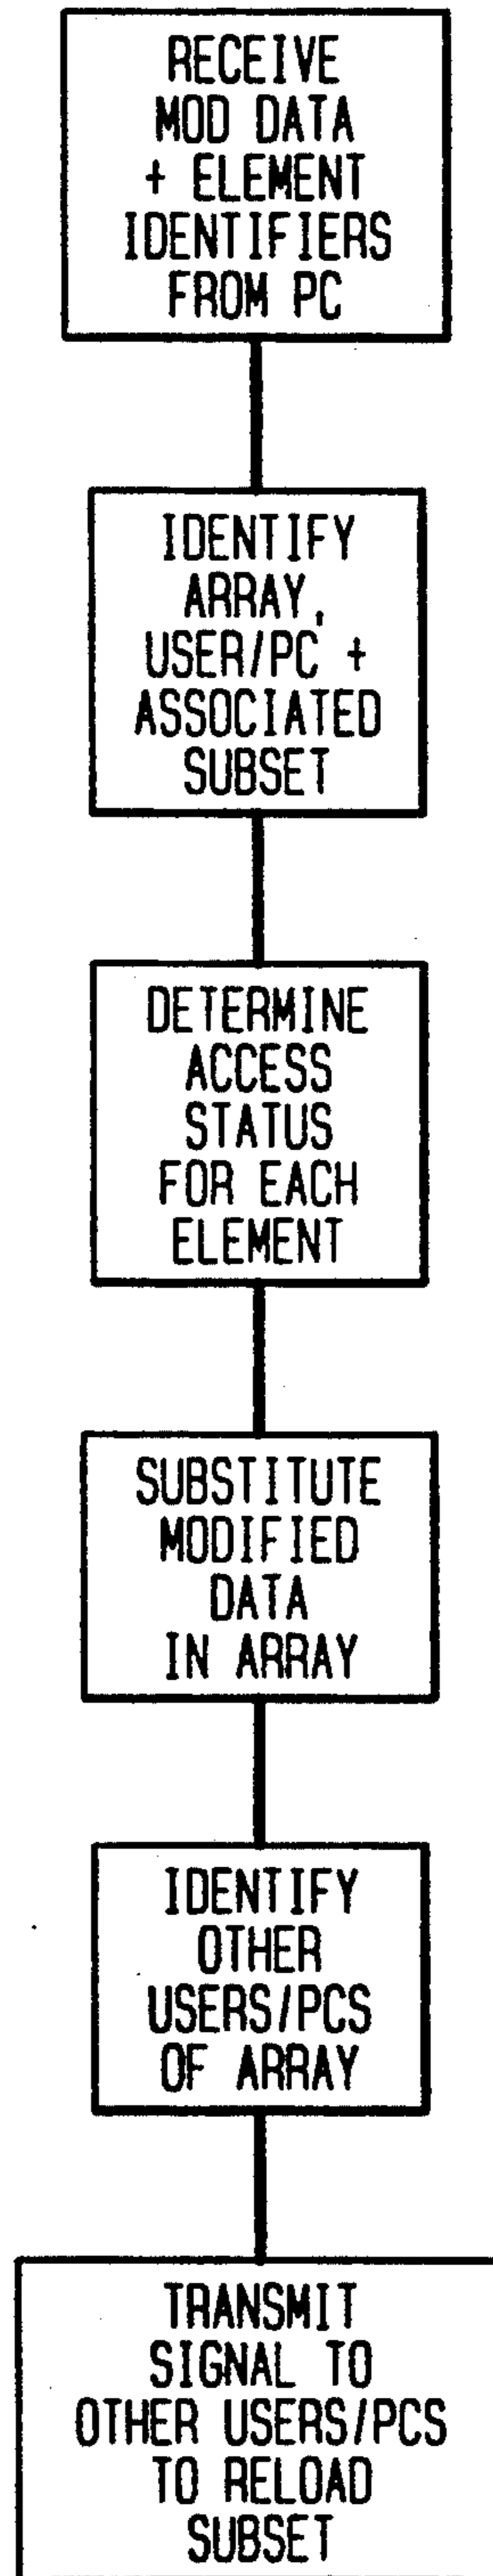 RECEIVE
MOD DATA
+ ELEMENT
IDENTIFIERS
FROM PC
IDENTIFY
ARRAY,
USER/PC +
ASSOCIATED
SUBSET
DETERMINE
ACCESS
STATUS
FOR EACH
ELEMENT
SUBSTITUTE
MODIFIED
DATA
IN ARRAY
IDENTIFY
OTHER
USERS/PCS
OF ARRAY
TRANSMIT
SIGNAL TO
OTHER USERS/PCS
TO RELOAD
SUBSET